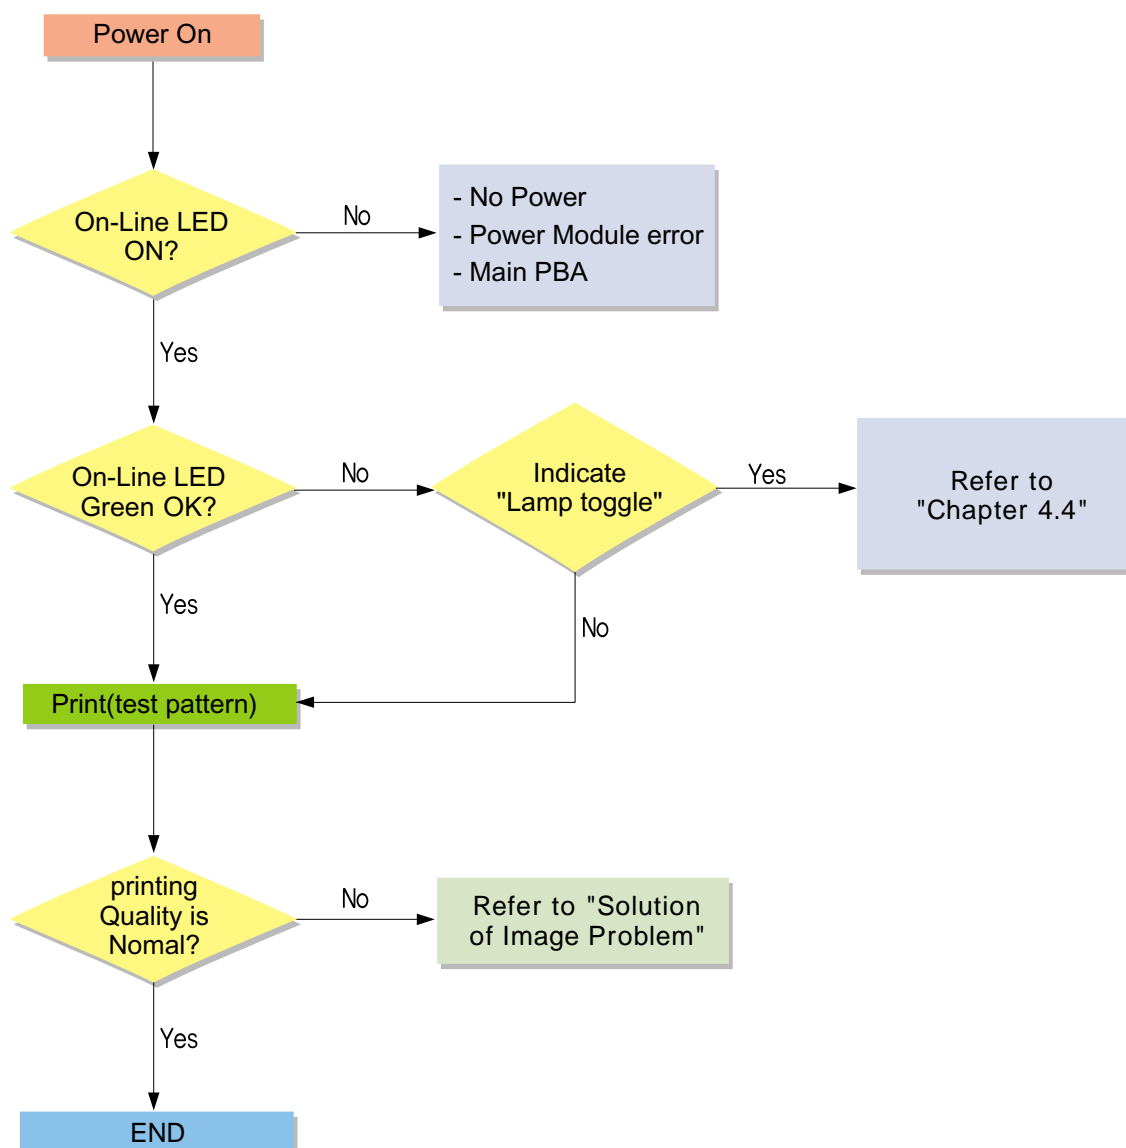 Power On
On-Line LED
ON?
No
- No Power
- Power Module error
- Main PBA
Yes
On-Line LED
Green OK?
No
Indicate
"Lamp toggle"
Yes
Refer to
"Chapter 4.4"
Yes
No
Print(test pattern)
printing
Quality is
Nomal?
No
Refer to "Solution
of Image Problem"
Yes
END